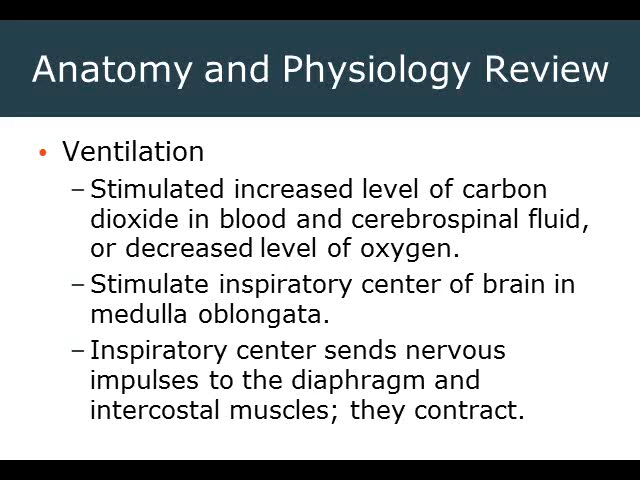 Anatomy and Physiology Review
• Ventilation
– Stimulated increased level of carbon
dioxide in blood and cerebrospinal fluid,
or decreased level of oxygen.
– Stimulate inspiratory center of brain in
medulla oblongata.
– Inspiratory center sends nervous
impulses to the diaphragm and
intercostal muscles; they contract.